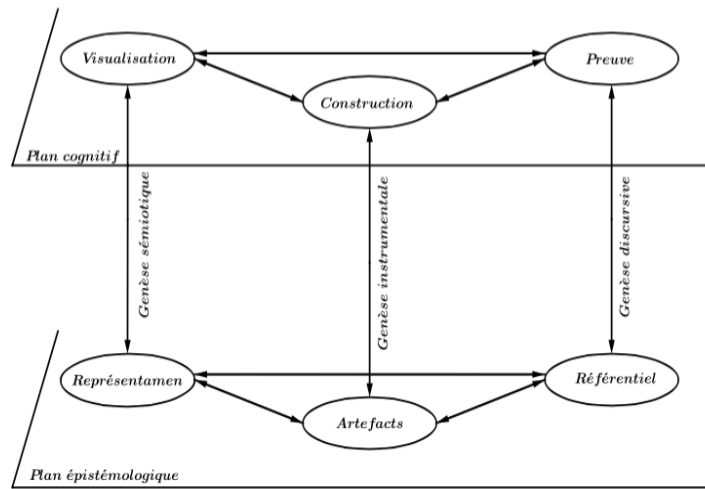 Visualisation
Preuve
Construction
Plan cognitif
Genèse sémiotique
Genèse instrumentale
Genèse discursive
Représentamen
Référentiel
Artefacts
Plan épistémologique